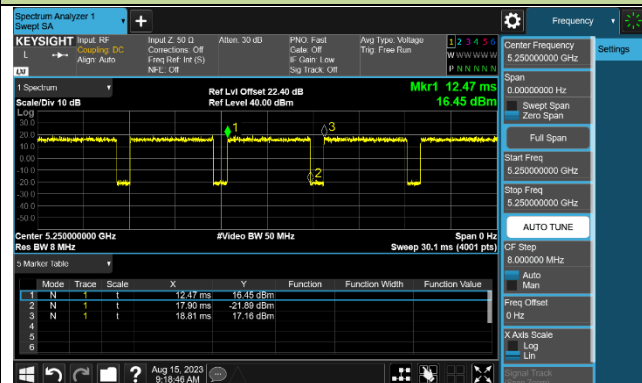 Spectrum Analyzer 1
Swept SA
+
Frequency
KEYSIGHT
L
LXI
Input: RF
Coupling: DC
Align: Auto
Input Z: 50 Ω
Corrections: Off
Freq Ref: Int (S)
NFE: Off
Atten: 30 dB
PNO: Fast
Gate: Off
IF Gain: Low
Sig Track: Off
Avg Type: Voltage
Trig: Free Run
1 2 3 4 5 6
W W W W W W
P N N N N N
1 Spectrum
Scale/Div 10 dB
Ref Lvl Offset 22.40 dB
Ref Level 40.00 dBm
Mkr1 12.47 ms
16.45 dBm
Log
30.0
20.0
10.0
0.00
-10.0
-20.0
-30.0
-40.0
-50.0
1
2
3
Center 5.250000000 GHz
Res BW 8 MHz
#Video BW 50 MHz
Span 0 Hz
Sweep 30.1 ms (4001 pts)
5 Marker Table
Mode Trace Scale X Y Function Function Width Function Value
1 N 1 t 12.47 ms 16.45 dBm
2 N 1 t 17.90 ms -21.89 dBm
3 N 1 t 18.81 ms 17.16 dBm
4
5
6
Center Frequency
5.250000000 GHz
Settings
Span
0.00000000 Hz
Swept Span
Zero Span
Full Span
Start Freq
5.250000000 GHz
Stop Freq
5.250000000 GHz
AUTO TUNE
CF Step
8.000000 MHz
Auto
Man
Freq Offset
0 Hz
X Axis Scale
Log
Lin
Signal Track
?
Aug 15, 2023
9:18:46 AM